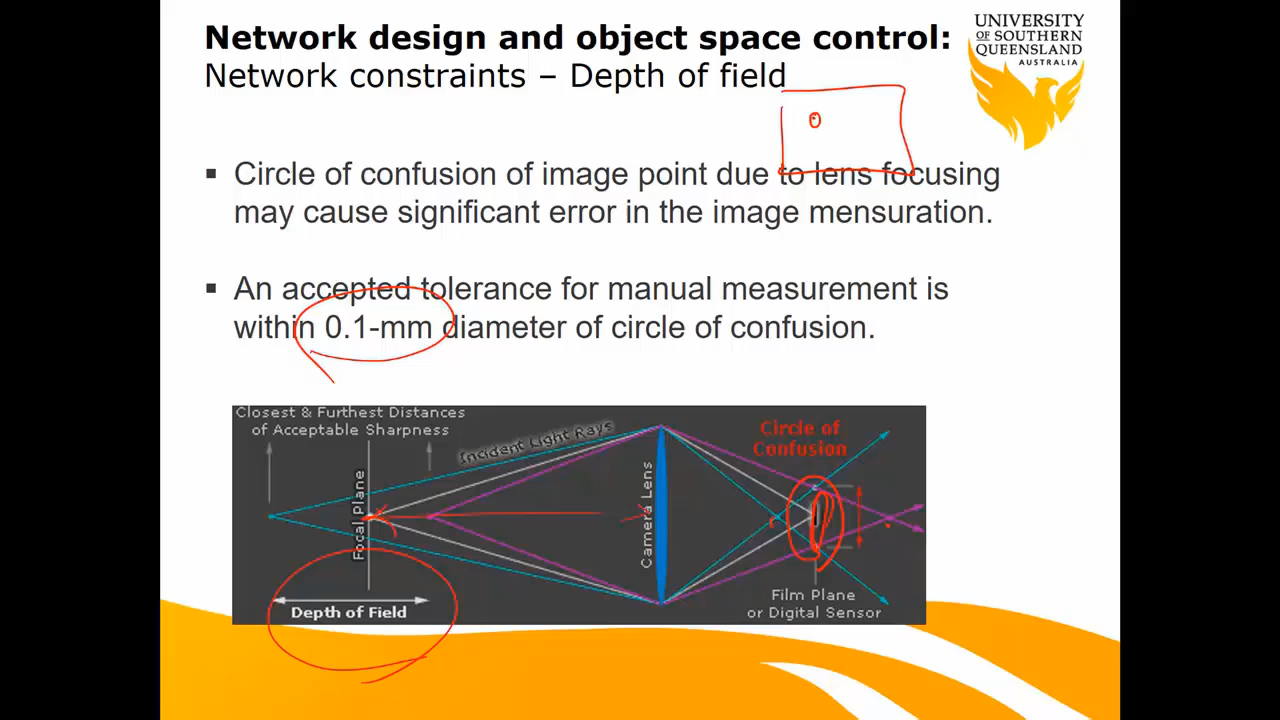 Network design and object space control:
Network constraints – Depth of field
UNIVERSITY
OF SOUTHERN
QUEENSLAND
AUSTRALIA
▪ Circle of confusion of image point due to lens focusing
may cause significant error in the image mensuration.
▪ An accepted tolerance for manual measurement is
within 0.1-mm diameter of circle of confusion.
Closest & Furthest Distances
of Acceptable Sharpness
Incident Light Rays
Circle of
Confusion
Focal Plane
Camera Lens
Depth of Field
Film Plane
or Digital Sensor